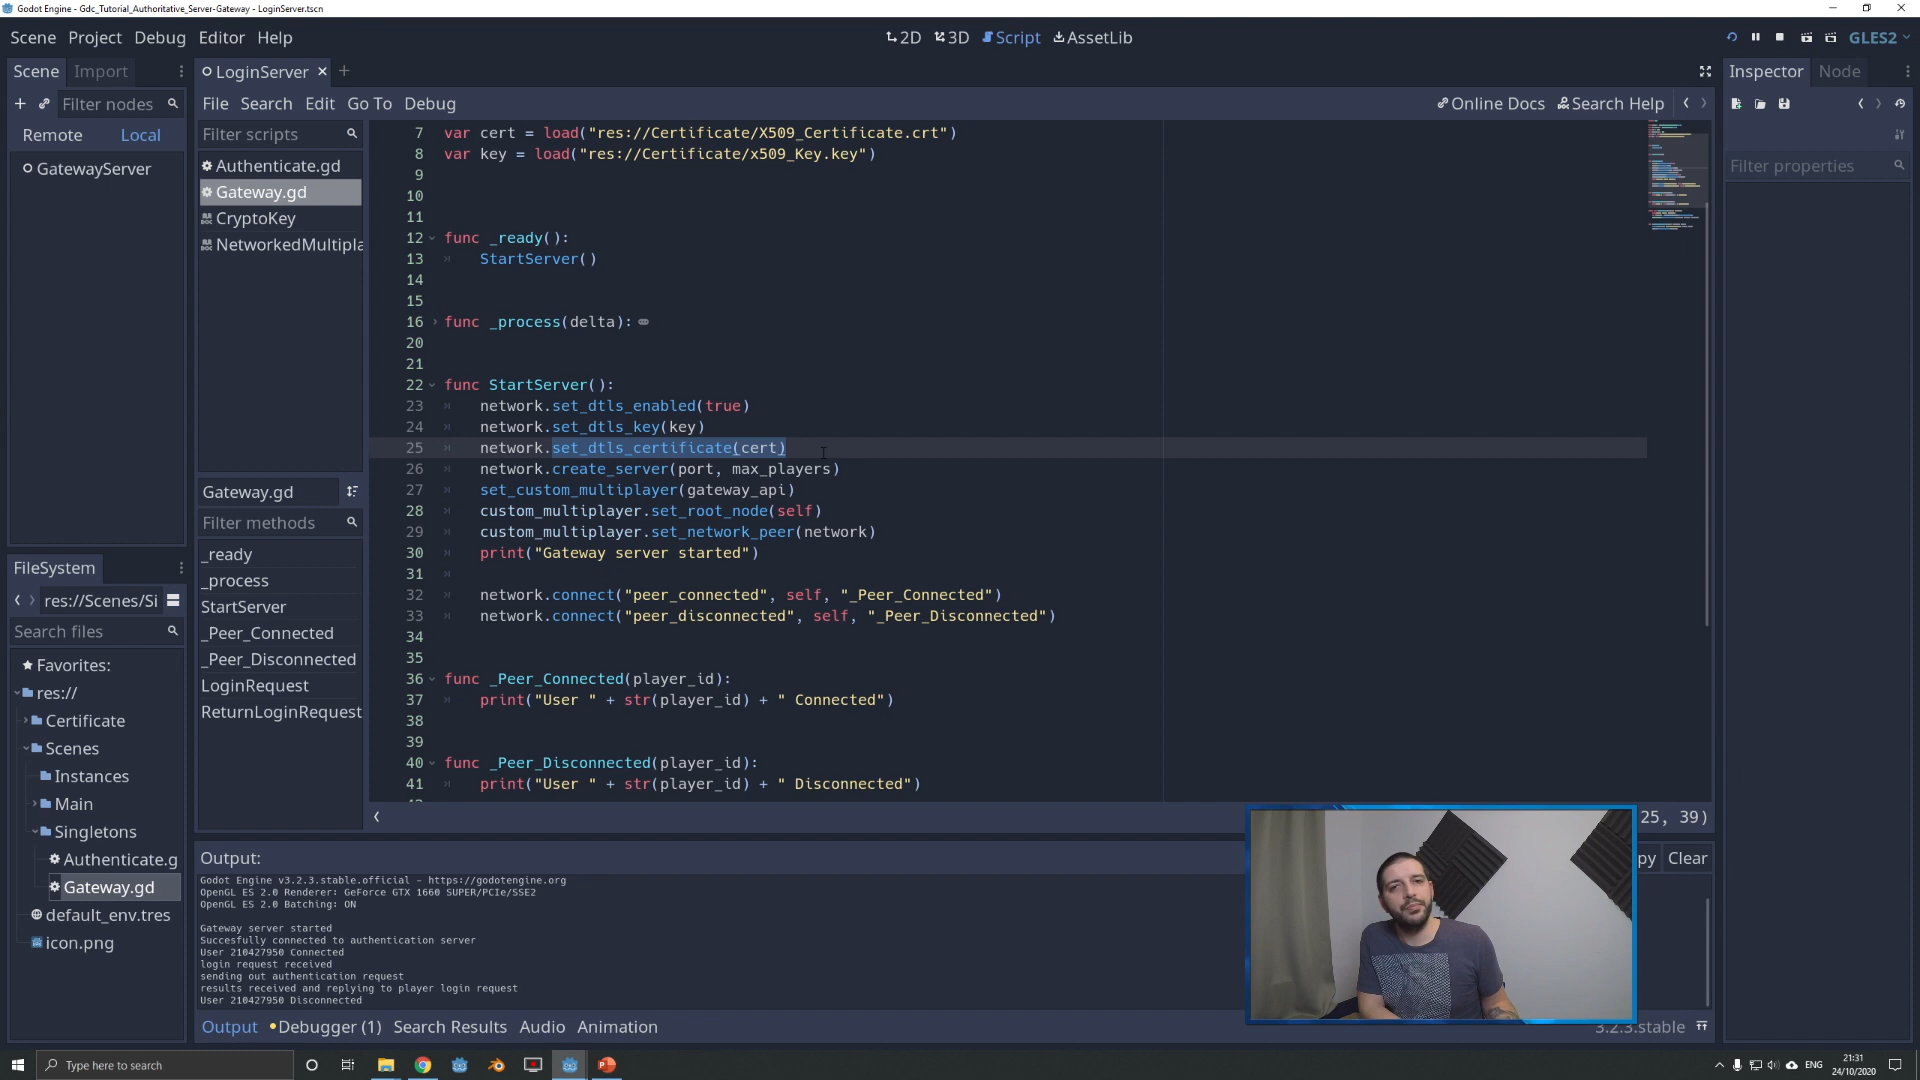 Godot Engine - Gdc_Tutorial_Authoritative_Server-Gateway - LoginServer.tscn
Scene Project Debug Editor Help
2D 3D Script AssetLib
GLES2
Scene Import
LoginServer
Inspector Node
Filter nodes
File Search Edit Go To Debug
Online Docs Search Help
Remote Local
Filter scripts
GatewayServer
Authenticate.gd
Gateway.gd
CryptoKey
NetworkedMultipla
Filter properties
7 var cert = load("res://Certificate/X509_Certificate.crt")
8 var key = load("res://Certificate/x509_Key.key")
9
10
11
12 func _ready():
13 StartServer()
14
15
16 func _process(delta):
20
21
22 func StartServer():
23 network.set_dtls_enabled(true)
24 network.set_dtls_key(key)
25 network.set_dtls_certificate(cert)
26 network.create_server(port, max_players)
27 set_custom_multiplayer(gateway_api)
28 custom_multiplayer.set_root_node(self)
29 custom_multiplayer.set_network_peer(network)
30 print("Gateway server started")
31
32 network.connect("peer_connected", self, "_Peer_Connected")
33 network.connect("peer_disconnected", self, "_Peer_Disconnected")
34
35
36 func _Peer_Connected(player_id):
37 print("User " + str(player_id) + " Connected")
38
39
40 func _Peer_Disconnected(player_id):
41 print("User " + str(player_id) + " Disconnected")
25, 39)
Gateway.gd
Filter methods
_ready
_process
StartServer
_Peer_Connected
_Peer_Disconnected
LoginRequest
ReturnLoginRequest
FileSystem
res://Scenes/Si
Search files
Favorites:
res://
Certificate
Scenes
Instances
Main
Singletons
Authenticate.g
Gateway.gd
default_env.tres
icon.png
Output:
py Clear
Godot Engine v3.2.3.stable.official - https://godotengine.org
OpenGL ES 2.0 Renderer: GeForce GTX 1660 SUPER/PCIe/SSE2
OpenGL ES 2.0 Batching: ON
Gateway server started
Succesfully connected to authentication server
User 210427950 Connected
login request received
sending out authentication request
results received and replying to player login request
User 210427950 Disconnected
Output Debugger (1) Search Results Audio Animation
3.2.3.stable
Type here to search
ENG
21:31
24/10/2020